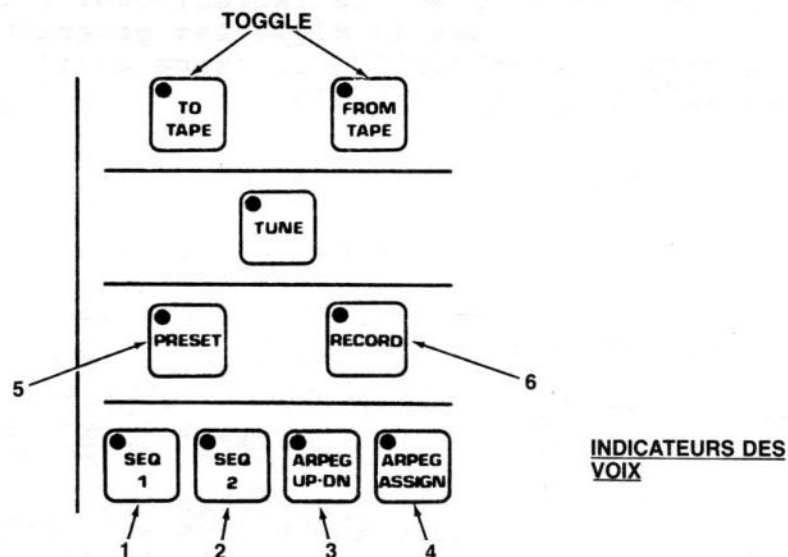 TOGGLE
TO
TAPE
FROM
TAPE
TUNE
PRESET
RECORD
5
6
SEQ
1
SEQ
2
ARPEG
UP-DN
ARPEG
ASSIGN
INDICATEURS DES
VOIX
1
2
3
4